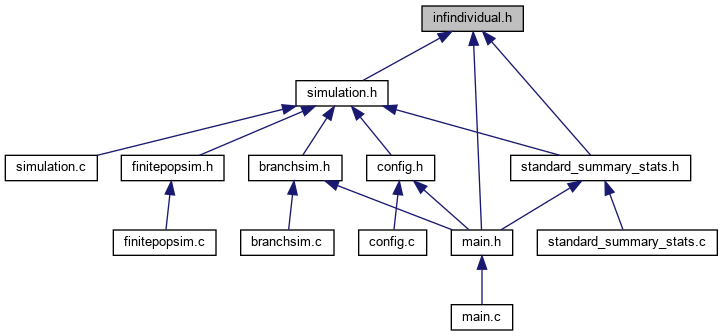 infindividual.h
simulation.h
simulation.c
finitepopsim.h
branchsim.h
config.h
standard_summary_stats.h
finitepopsim.c
branchsim.c
config.c
main.h
standard_summary_stats.c
main.c